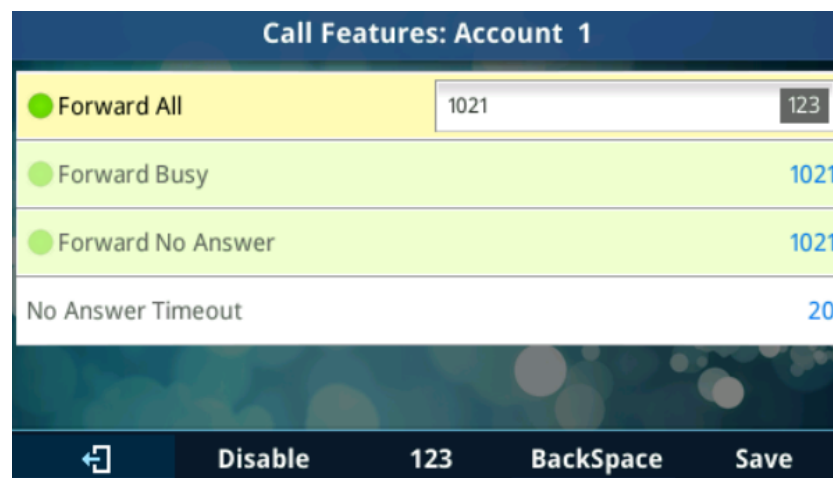 Call Features: Account 1
Forward All 1021 123
Forward Busy 1021
Forward No Answer 1021
No Answer Timeout 20
Disable 123 BackSpace Save